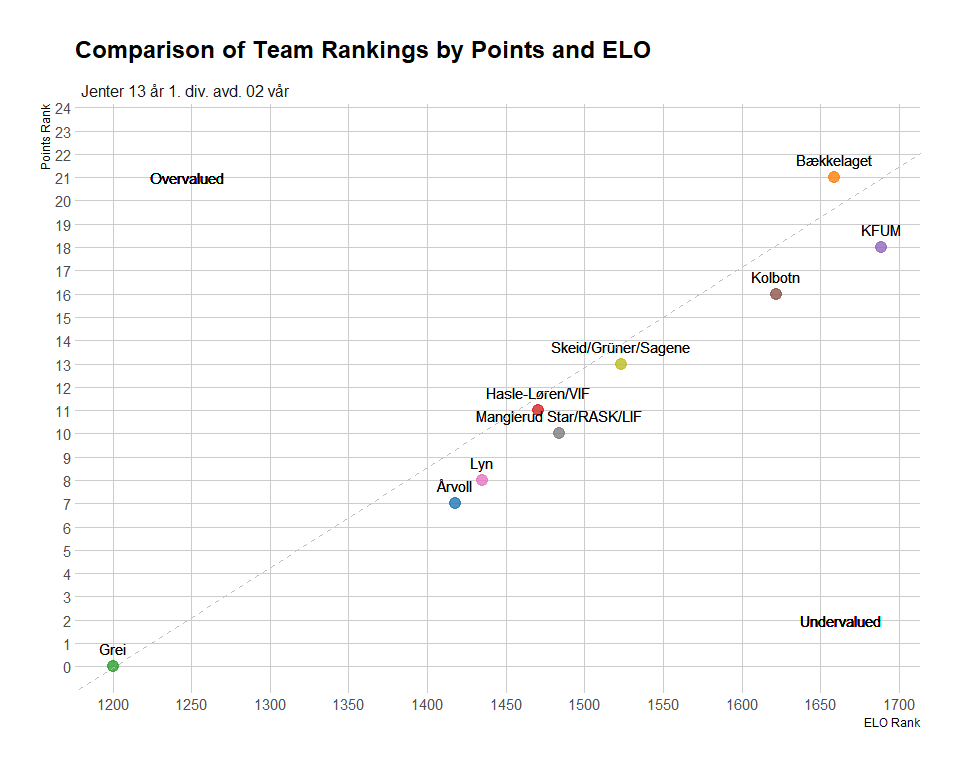 Comparison of Team Rankings by Points and ELO
Jenter 13 år 1. div. avd. 02 vår
Points Rank
24
23
22
21
20
19
18
17
16
15
14
13
12
11
10
9
8
7
6
5
4
3
2
1
0
Overvalued
Bækkelaget
KFUM
Kolbotn
Skeid/Grüner/Sagene
Hasle-Løren/VIF
Manglerud Star/RASK/LIF
Lyn
Årvoll
Undervalued
Grei
1200 1250 1300 1350 1400 1450 1500 1550 1600 1650 1700
ELO Rank